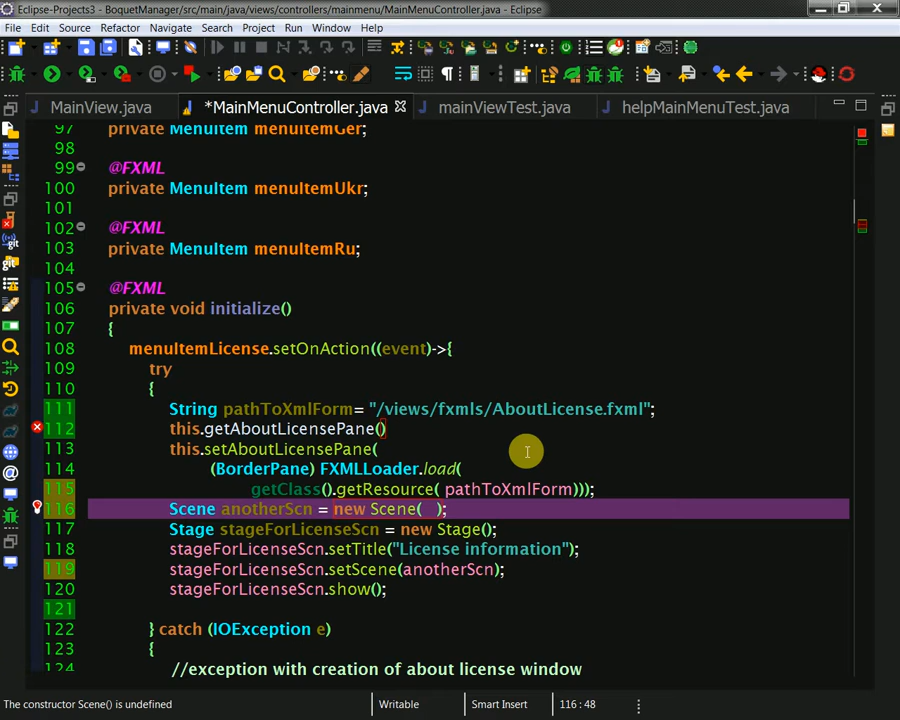 Eclipse-Projects3 - BoquetManager/src/main/java/views/controllers/mainmenu/MainMenuController.java - Eclipse
File Edit Source Refactor Navigate Search Project Run Window Help
MainView.java *MainMenuController.java mainViewTest.java helpMainMenuTest.java
97 private MenuItem menuItemGer;
98
99 @FXML
100 private MenuItem menuItemUkr;
101
102 @FXML
103 private MenuItem menuItemRu;
104
105 @FXML
106 private void initialize()
107 {
108 menuItemLicense.setOnAction((event)->{
109 try
110 {
111 String pathToXmlForm= "/views/fxmls/AboutLicense.fxml";
112 this.getAboutLicensePane()
113 this.setAboutLicensePane(
114 (BorderPane) FXMLLoader.load(
115 getClass().getResource( pathToXmlForm)));
116 Scene anotherScn = new Scene( );
117 Stage stageForLicenseScn = new Stage();
118 stageForLicenseScn.setTitle("License information");
119 stageForLicenseScn.setScene(anotherScn);
120 stageForLicenseScn.show();
121
122 } catch (IOException e)
123 {
124 //exception with creation of about license window
The constructor Scene() is undefined Writable Smart Insert 116 : 48